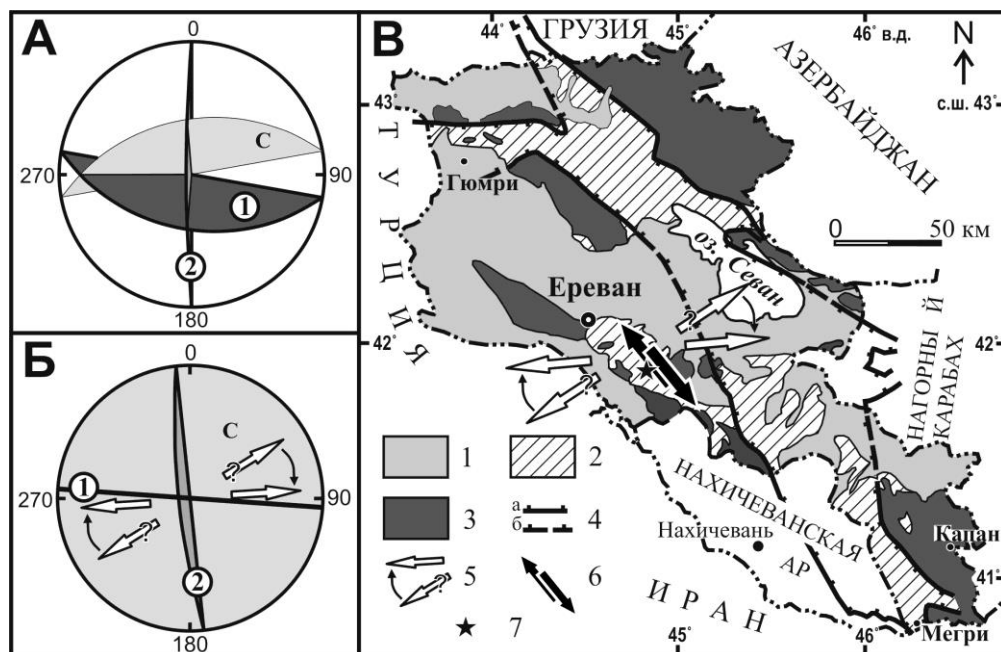 А
0
270
90
180
С
1
2
Б
0
270
90
180
С
1
2
?
?
В
44°
45°
46° в.д.
N
с.ш.
43°
43°
42°
42°
41°
45°
46°
ГРУЗИЯ
АЗЕРБАЙДЖАН
ТУРЦИЯ
Гюмри
оз. Севан
0 50 км
Ереван
?
?
НАГОРНЫЙ
КАРАБАХ
НАХИЧЕВАНСКАЯ
АР
Нахичевань
Капан
Мегри
ИРАН
1
2
3
а
б
4
?
5
6
7